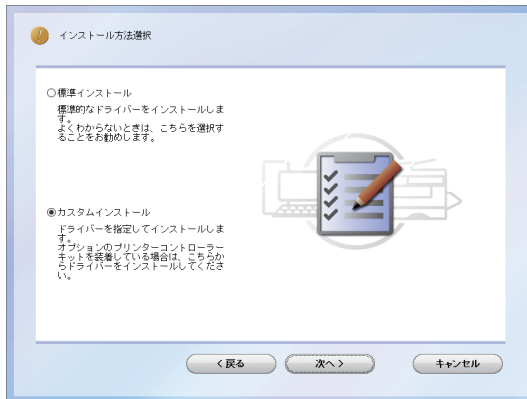 インストール方法選択
○標準インストール
標準的なドライバーをインストールしま
す。
よくわからないときは、こちらを選択す
ることをお勧めします。
◉カスタムインストール
ドライバーを指定してインストールしま
す。
オプションのプリンターコントローラー
キットを装着している場合は、こちらか
らドライバーをインストールしてくださ
い。
< 戻る
次へ >
キャンセル